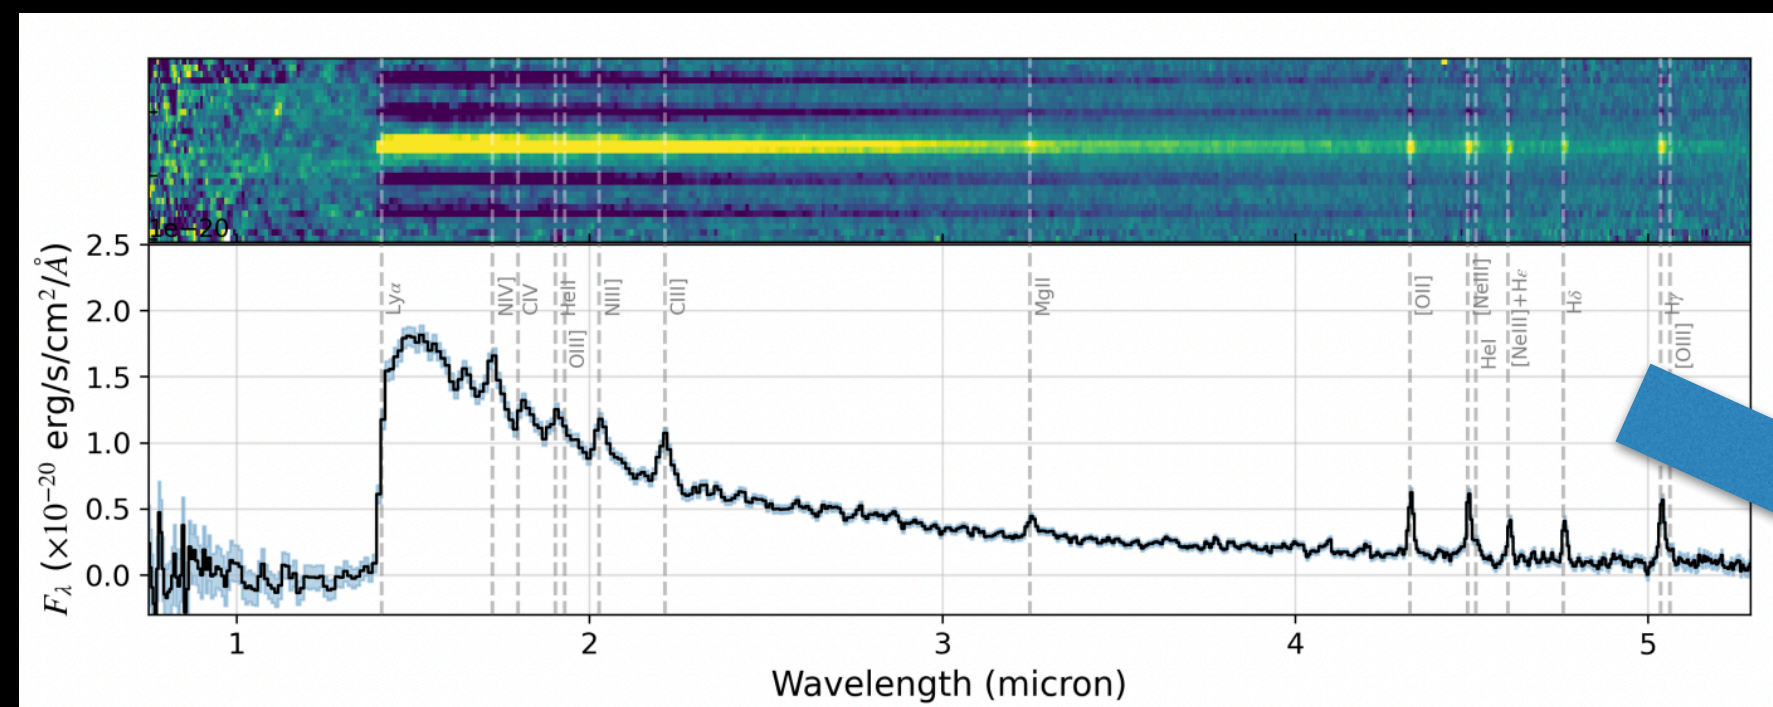 1e−20
2.5
2.0
1.5
1.0
0.5
0.0
F_λ (×10⁻²⁰ erg/s/cm²/Å)
Lyα
NIV]
CIV
HeII
OIII]
NIII]
CIII]
MgII
[OII]
[NeIII]
HeI
[NeIII]+Hε
Hδ
Hγ
[OIII]
1 2 3 4 5
Wavelength (micron)